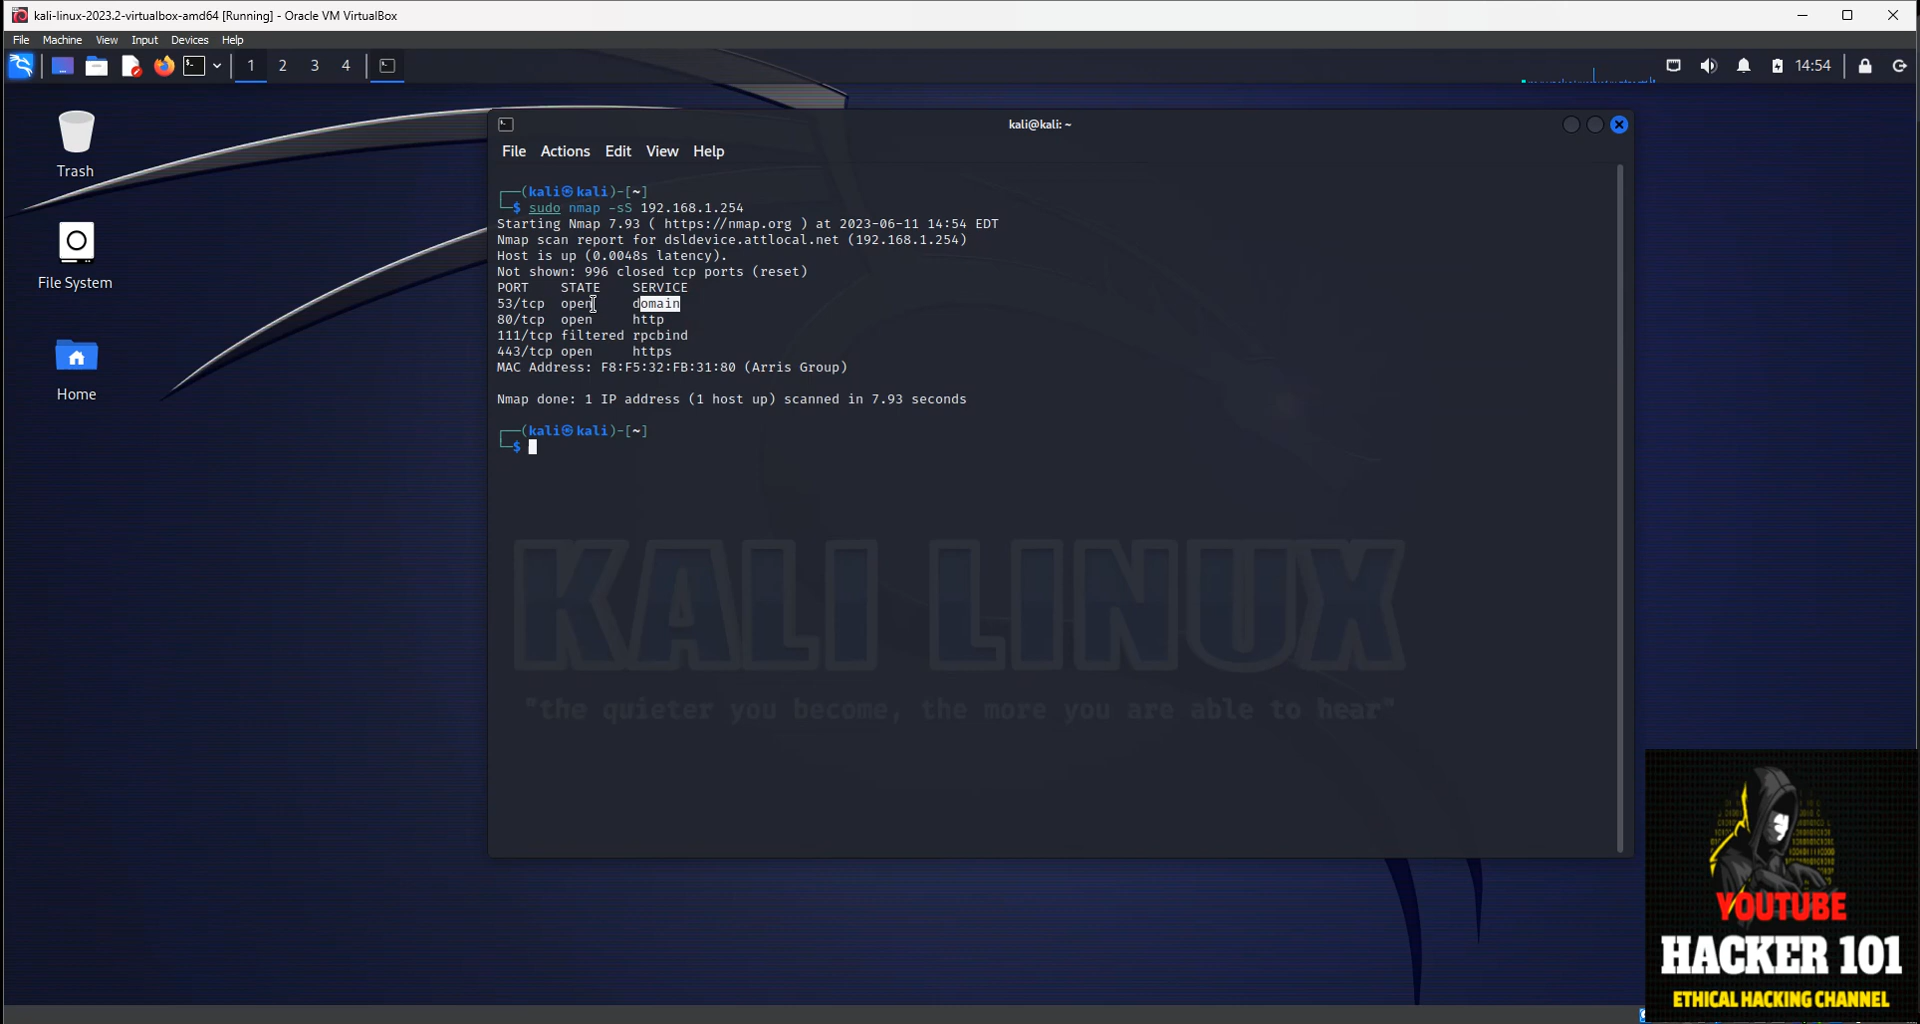 kali-linux-2023.2-virtualbox-amd64 [Running] - Oracle VM VirtualBox
File Machine View Input Devices Help
1 2 3 4
14:54
Trash
File System
Home
kali@kali: ~
File Actions Edit View Help
┌──(kali㉿kali)-[~]
└─$ sudo nmap -sS 192.168.1.254
Starting Nmap 7.93 ( https://nmap.org ) at 2023-06-11 14:54 EDT
Nmap scan report for dsldevice.attlocal.net (192.168.1.254)
Host is up (0.0048s latency).
Not shown: 996 closed tcp ports (reset)
PORT    STATE    SERVICE
53/tcp  open     domain
80/tcp  open     http
111/tcp filtered rpcbind
443/tcp open     https
MAC Address: F8:F5:32:FB:31:80 (Arris Group)
Nmap done: 1 IP address (1 host up) scanned in 7.93 seconds
┌──(kali㉿kali)-[~]
└─$
KALI LINUX
"the quieter you become, the more you are able to hear"
YOUTUBE
HACKER 101
ETHICAL HACKING CHANNEL